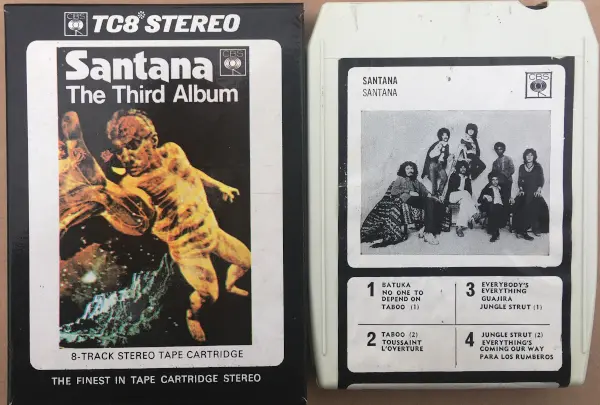 CBS TC8 STEREO
Santana CBS
The Third Album
8-TRACK STEREO TAPE CARTRIDGE
THE FINEST IN TAPE CARTRIDGE STEREO
SANTANA
SANTANA
CBS
1 BATUKA
NO ONE TO
DEPEND ON
TABOO (1)
2 TABOO (2)
TOUSSAINT
L'OVERTURE
3 EVERYBODY'S
EVERYTHING
GUAJIRA
JUNGLE STRUT (1)
4 JUNGLE STRUT (2)
EVERYTHING'S
COMING OUR WAY
PARA LOS RUMBEROS